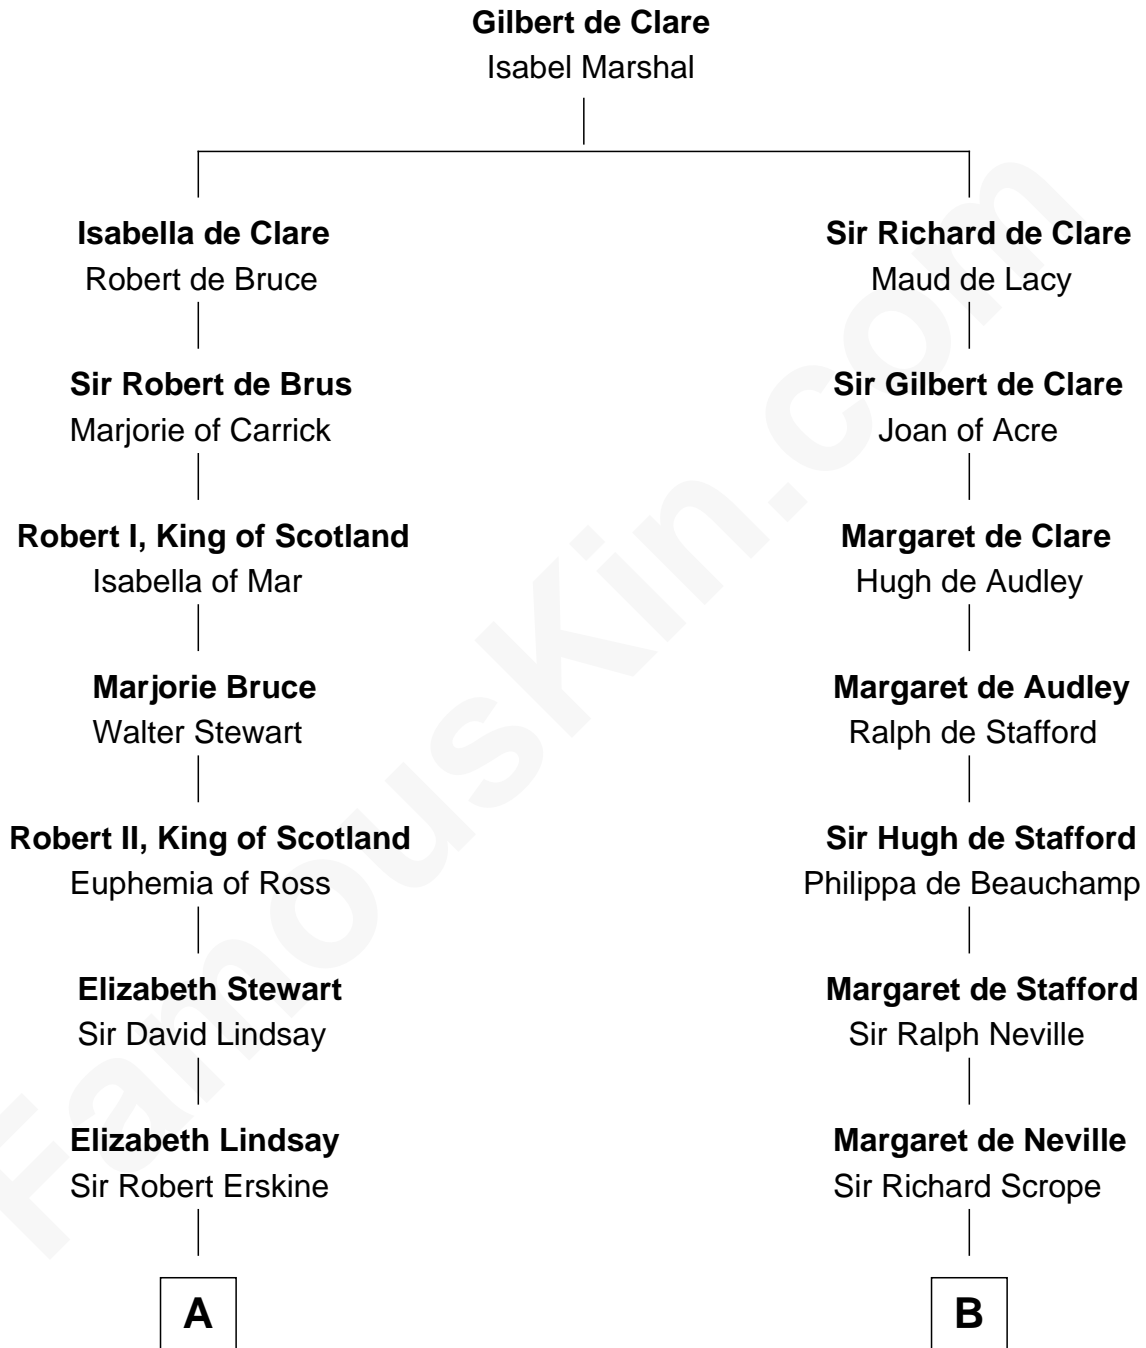 Gilbert de Clare
Isabel Marshal
Isabella de Clare
Robert de Bruce
Sir Richard de Clare
Maud de Lacy
Sir Robert de Brus
Marjorie of Carrick
Sir Gilbert de Clare
Joan of Acre
Robert I, King of Scotland
Isabella of Mar
Margaret de Clare
Hugh de Audley
Marjorie Bruce
Walter Stewart
Margaret de Audley
Ralph de Stafford
Robert II, King of Scotland
Euphemia of Ross
Sir Hugh de Stafford
Philippa de Beauchamp
Elizabeth Stewart
Sir David Lindsay
Margaret de Stafford
Sir Ralph Neville
Elizabeth Lindsay
Sir Robert Erskine
Margaret de Neville
Sir Richard Scrope
A
B
FamousKin.com